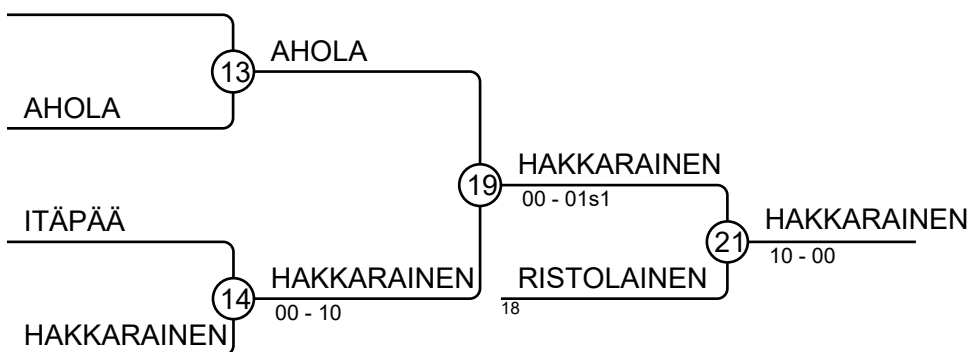 13
AHOLA
AHOLA
19
HAKKARAINEN
00 - 01s1
ITÄPÄÄ
21
HAKKARAINEN
10 - 00
14
HAKKARAINEN
00 - 10
RISTOLAINEN
18
HAKKARAINEN